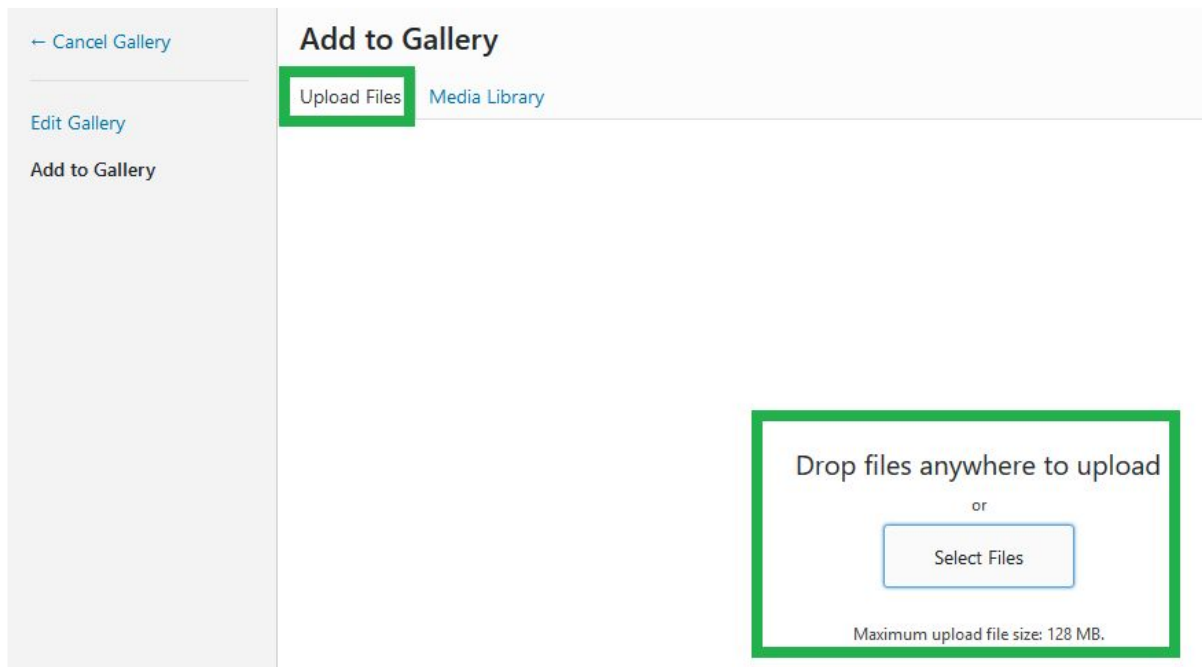 ← Cancel Gallery
Edit Gallery
Add to Gallery
Add to Gallery
Upload Files Media Library
Drop files anywhere to upload
or
Select Files
Maximum upload file size: 128 MB.